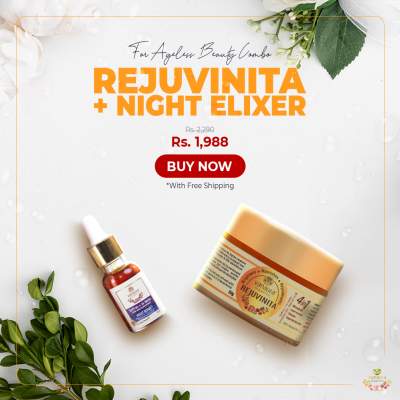 For Ageless Beauty Combo
REJUVINITA
+ NIGHT ELIXER
Rs. 2,290
Rs. 1,988
BUY NOW
*With Free Shipping
REJUVINITA
4in1